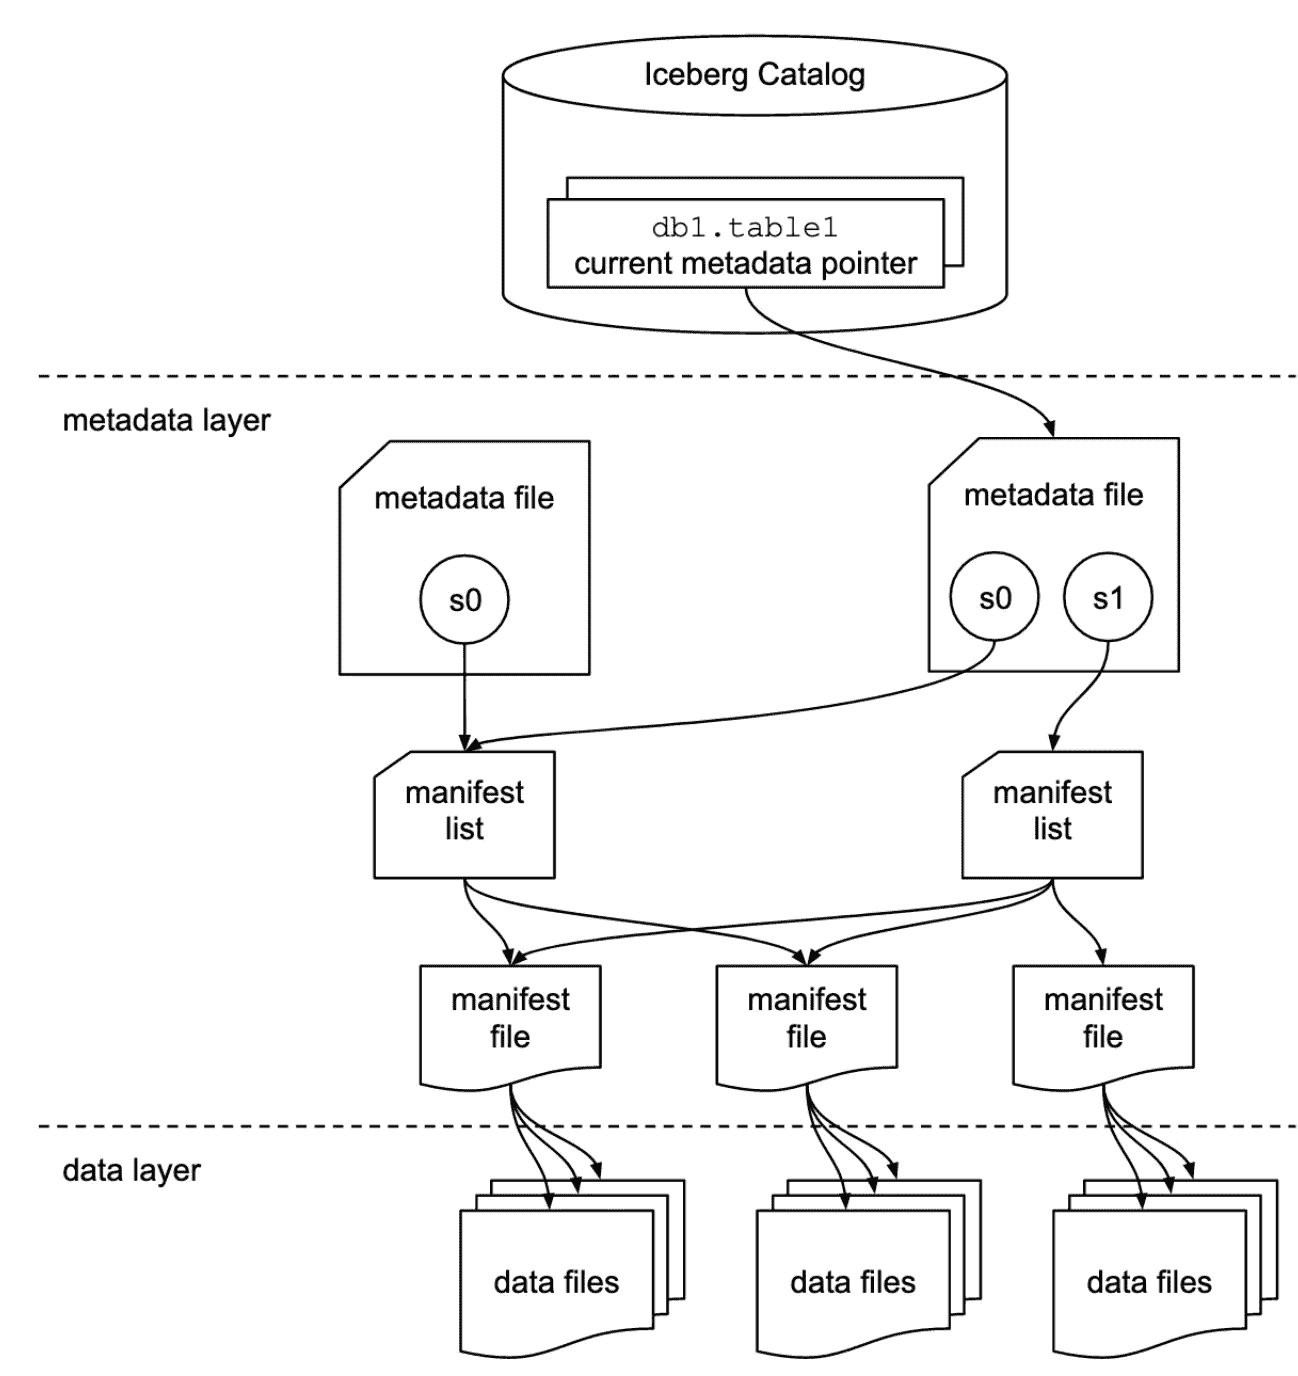 Iceberg Catalog
db1.table1
current metadata pointer
metadata layer
metadata file
metadata file
s0
s0
s1
manifest
list
manifest
list
manifest
file
manifest
file
manifest
file
data layer
data files
data files
data files